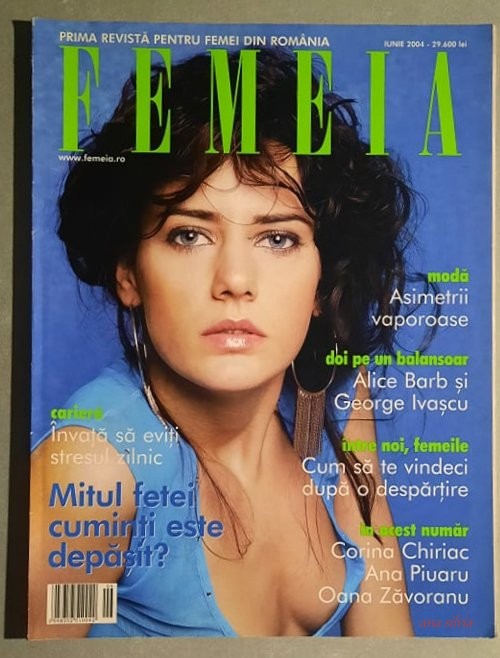 PRIMA REVISTĂ PENTRU FEMEI DIN ROMÂNIA
IUNIE 2004 - 29.600 lei
FEMEIA
www.femeia.ro
modă
Asimetrii
vaporoase
doi pe un balansoar
Alice Barb și
George Ivașcu
carieră
Învață să eviți
stresul zilnic
între noi, femeile
Cum să te vindeci
după o despărțire
Mitul fetei
cuminți este
depășit?
în acest număr
Corina Chiriac
Ana Piuaru
Oana Zăvoranu